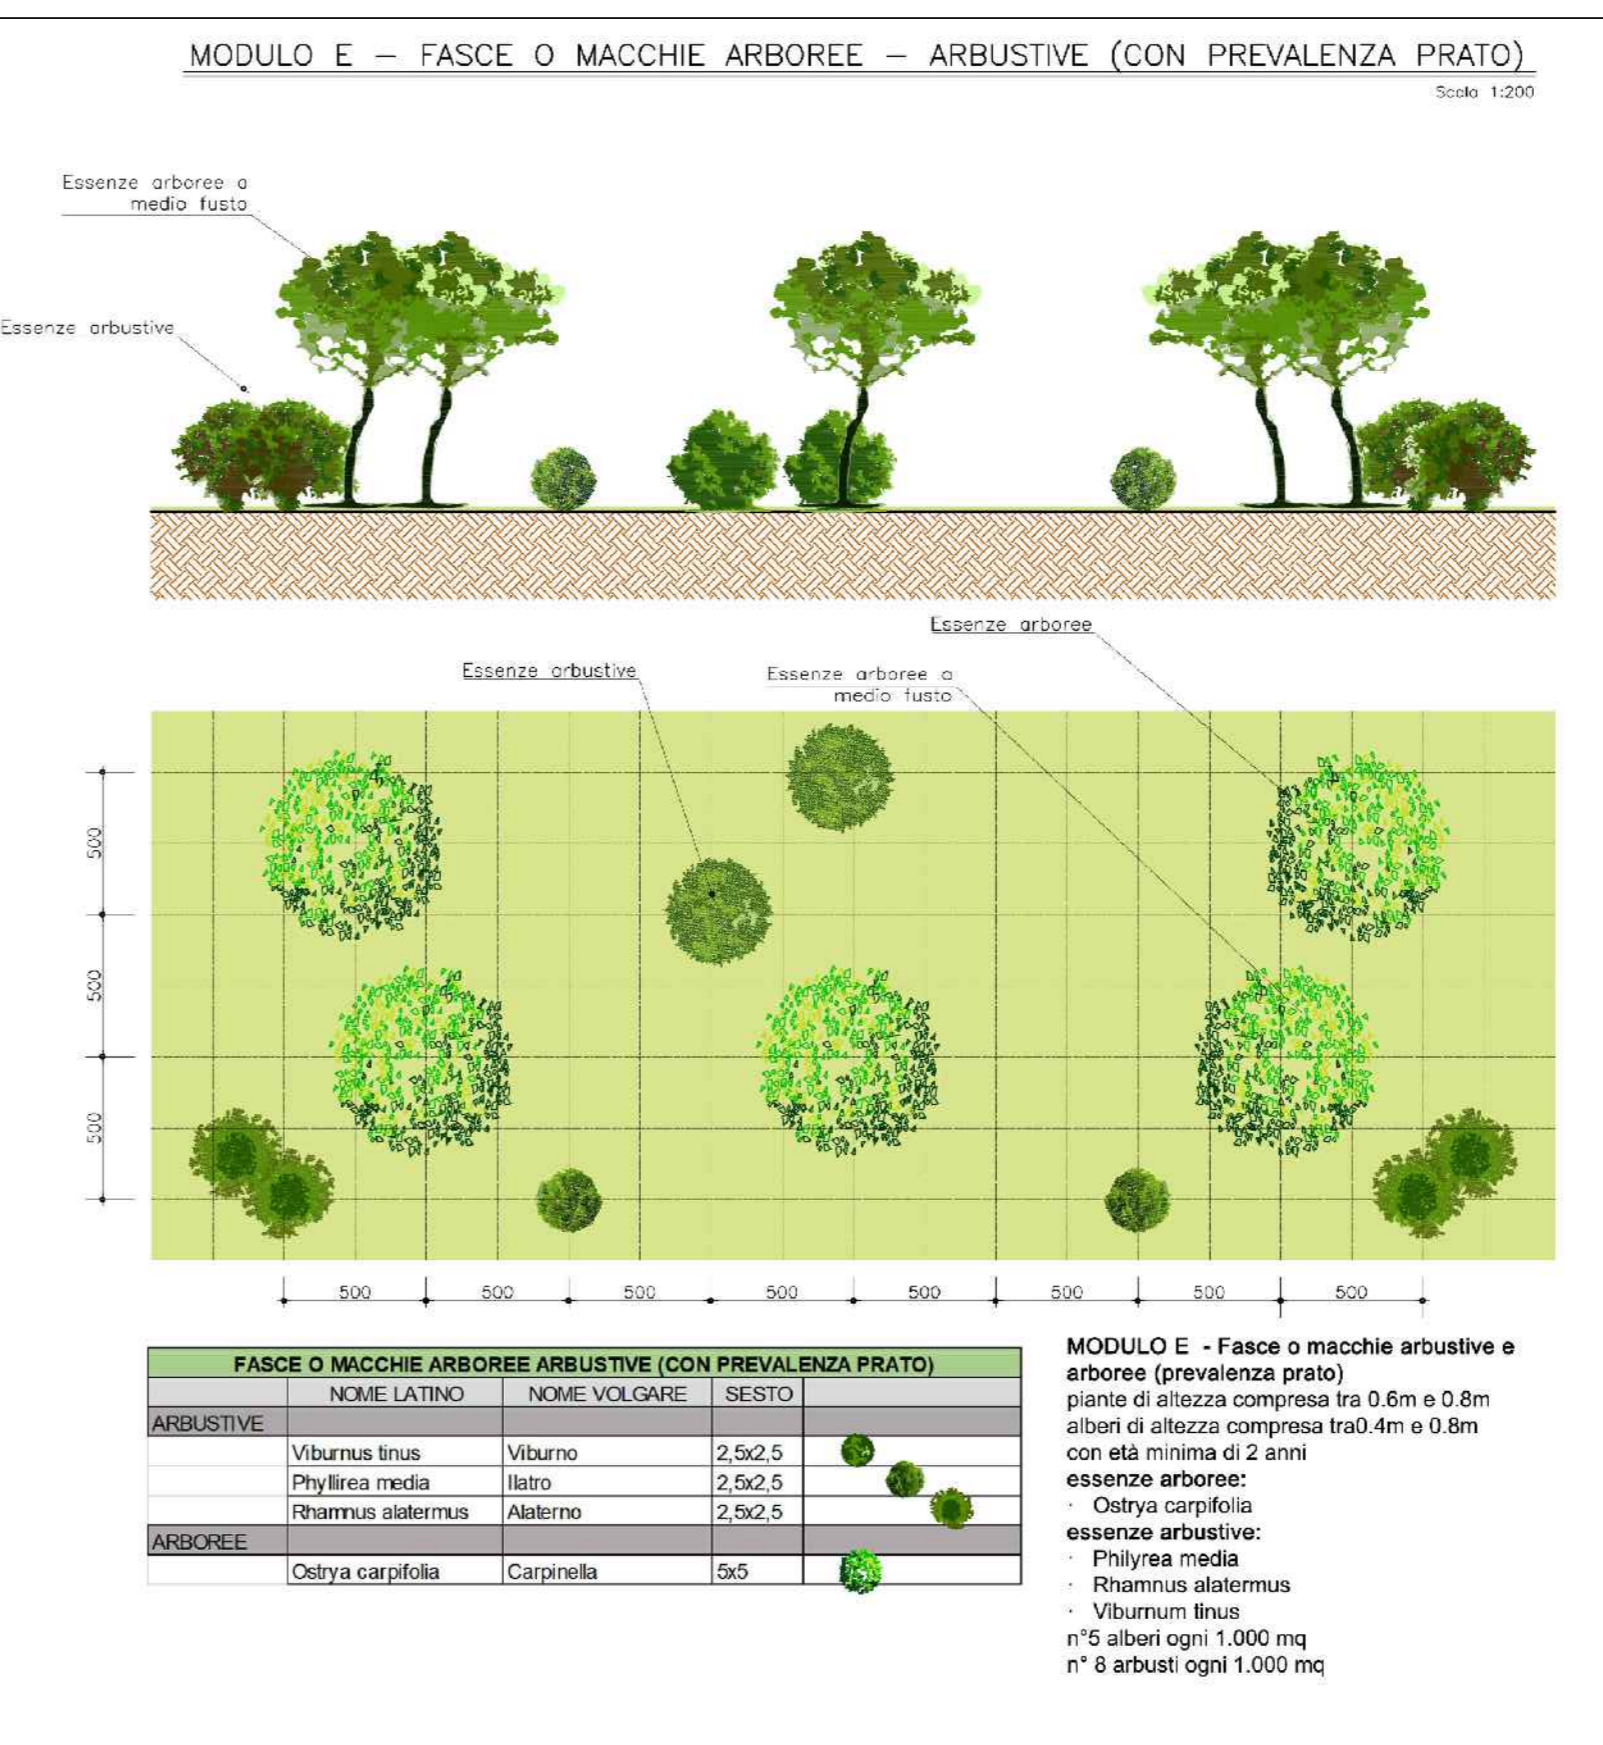 MODULO E – FASCE O MACCHIE ARBOREE – ARBUSTIVE (CON PREVALENZA PRATO)
Scala 1:200
Essenze arboree a
medio fusto
Essenze arbustive
Essenze arboree
Essenze arbustive
Essenze arboree a
medio fusto
500
500
500
500 500 500 500 500 500 500 500
FASCE O MACCHIE ARBOREE ARBUSTIVE (CON PREVALENZA PRATO)
NOME LATINO NOME VOLGARE SESTO
ARBUSTIVE
Viburnus tinus Viburno 2,5x2,5
Phyllirea media Ilatro 2,5x2,5
Rhamnus alatermus Alaterno 2,5x2,5
ARBOREE
Ostrya carpifolia Carpinella 5x5
MODULO E - Fasce o macchie arbustive e
arboree (prevalenza prato)
piante di altezza compresa tra 0.6m e 0.8m
alberi di altezza compresa tra0.4m e 0.8m
con età minima di 2 anni
essenze arboree:
· Ostrya carpifolia
essenze arbustive:
· Philyrea media
· Rhamnus alatermus
· Viburnum tinus
n°5 alberi ogni 1.000 mq
n° 8 arbusti ogni 1.000 mq